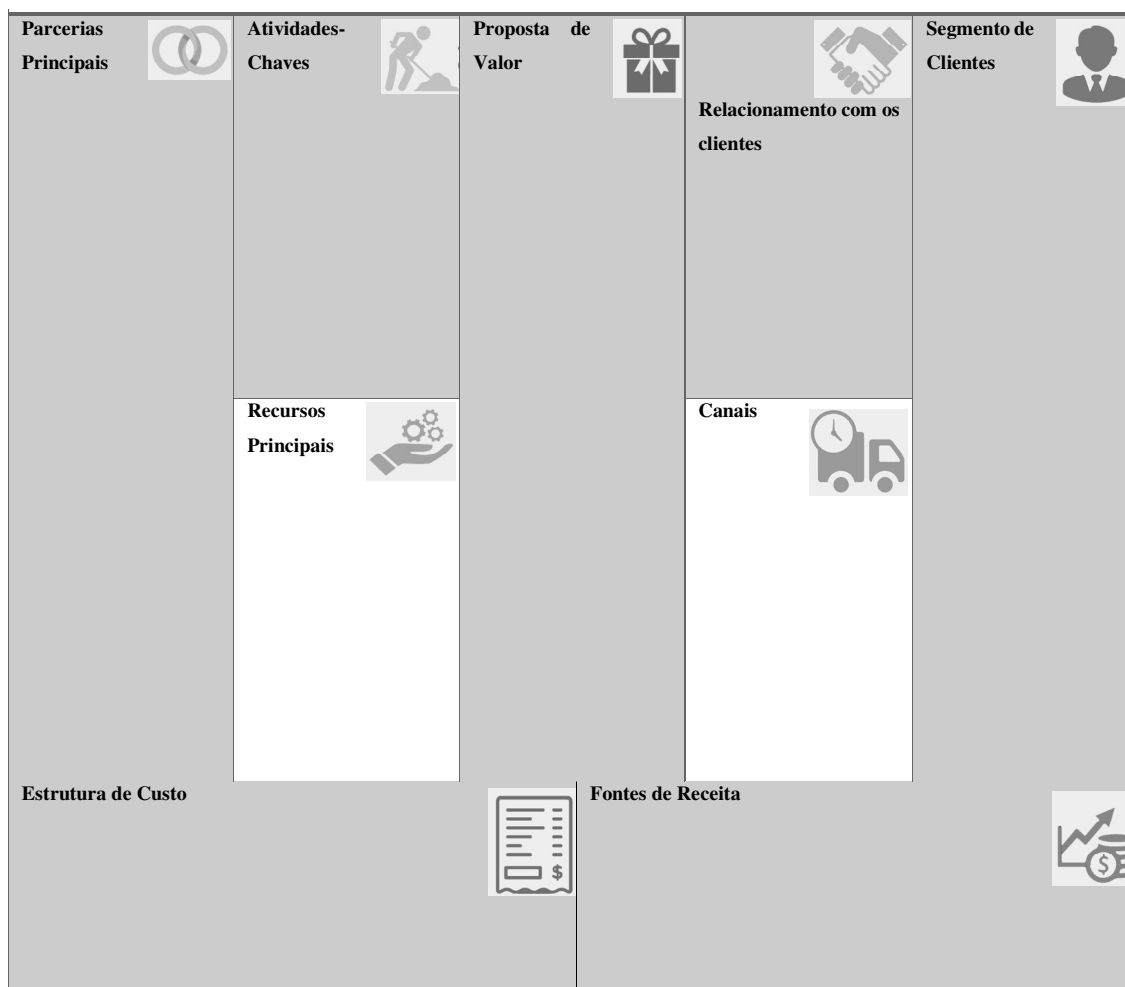 Parcerias
Principais
Atividades-
Chaves
Proposta de
Valor
Relacionamento com os
clientes
Segmento de
Clientes
Recursos
Principais
Canais
Estrutura de Custo
$
Fontes de Receita
$